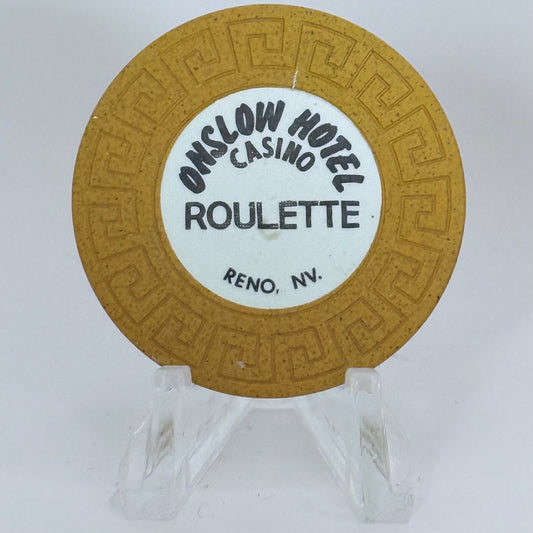 ONSLOW HOTEL
CASINO
ROULETTE
RENO, NV.